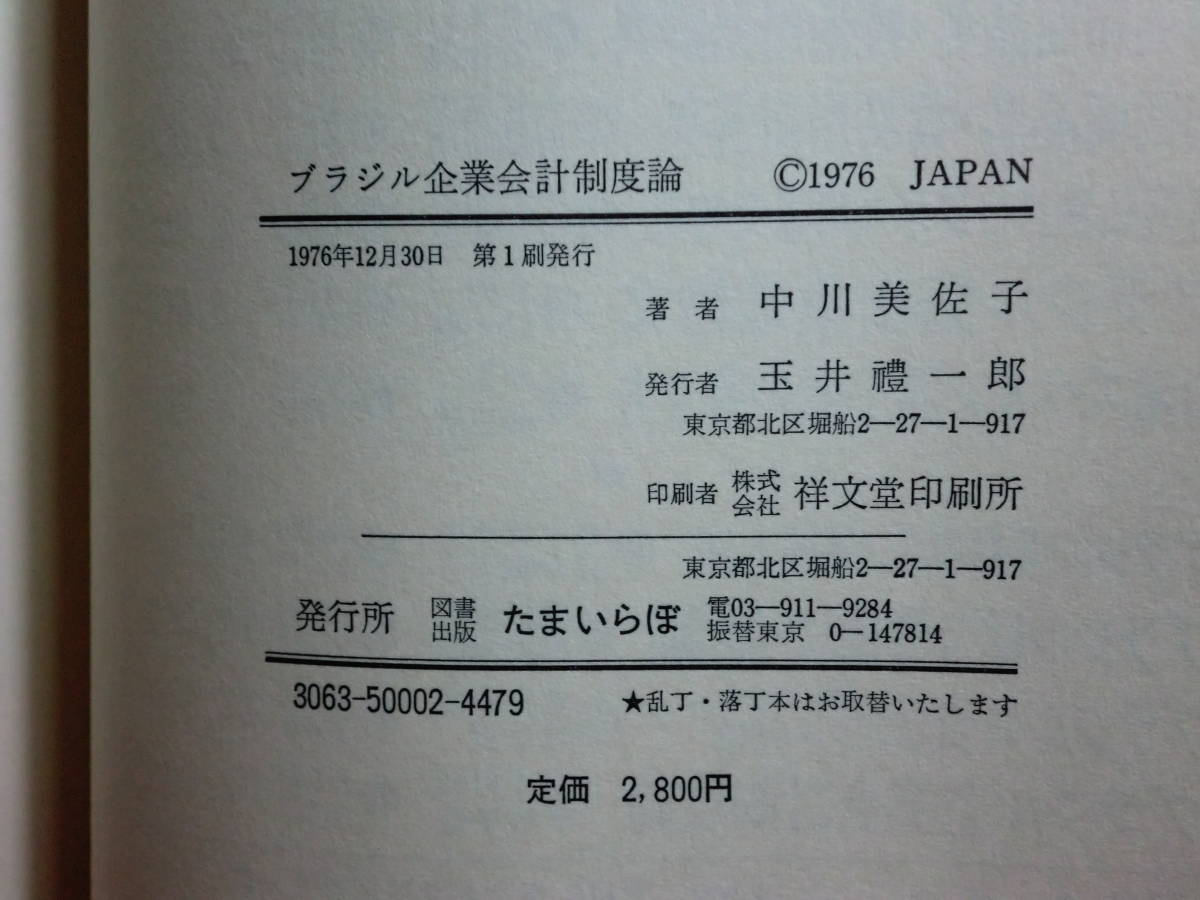 ブラジル企業会計制度論 ©1976 JAPAN
1976年12月30日 第1刷発行
著者 中川美佐子
発行者 玉井禮一郎
東京都北区堀船2―27―1―917
印刷者 株式会社 祥文堂印刷所
東京都北区堀船2―27―1―917
発行所 図書出版 たまいらぼ 電03―911―9284
振替東京 0―147814
3063-50002-4479 ★乱丁・落丁本はお取替いたします
定価 2,800円